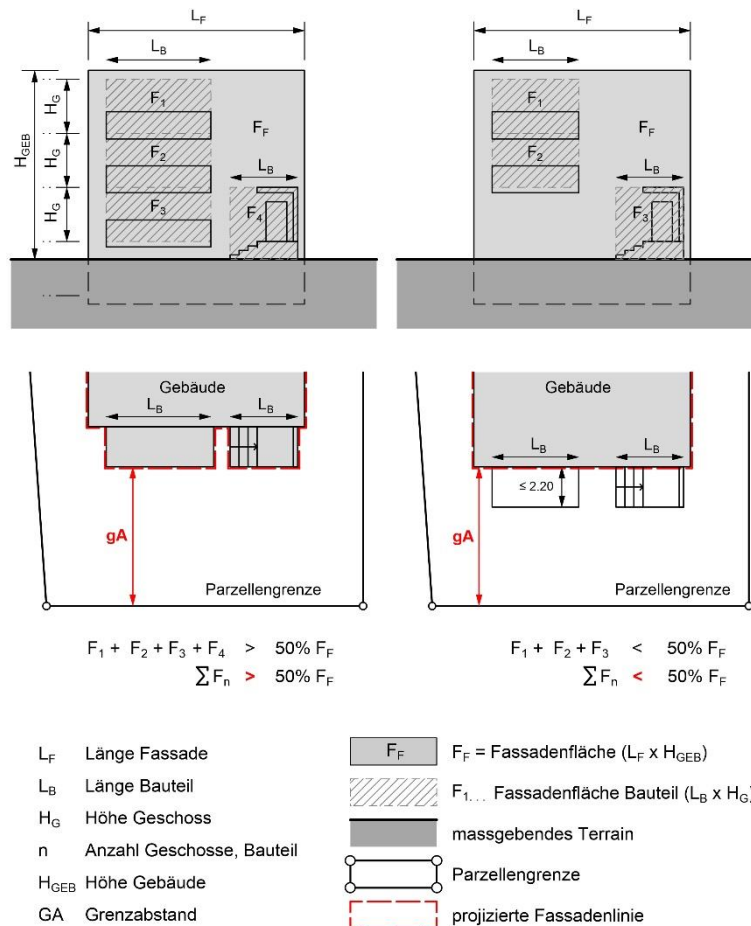 L_F
L_F
L_B
L_B
H_GEB
H_G
H_G
H_G
F_1
F_2
F_3
F_F
L_B
F_4
H_G
F_1
F_2
F_F
L_B
F_3
Gebäude
L_B
L_B
gA
Parzellengrenze
Gebäude
L_B
L_B
≤ 2.20
gA
Parzellengrenze
F_1 + F_2 + F_3 + F_4 > 50% F_F
∑F_n > 50% F_F
F_1 + F_2 + F_3 < 50% F_F
∑F_n < 50% F_F
L_F Länge Fassade
L_B Länge Bauteil
H_G Höhe Geschoss
n Anzahl Geschosse, Bauteil
H_GEB Höhe Gebäude
GA Grenzabstand
F_F F_F = Fassadenfläche (L_F x H_GEB)
F_1... Fassadenfläche Bauteil (L_B x H_G)
massgebendes Terrain
Parzellengrenze
projizierte Fassadenlinie